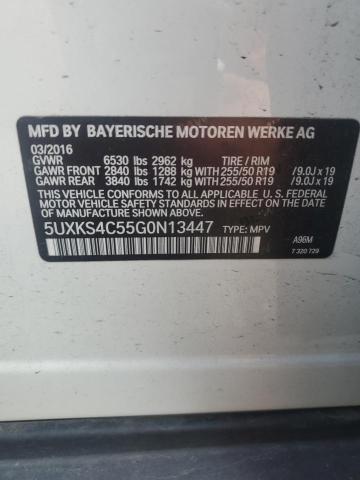 MFD BY BAYERISCHE MOTOREN WERKE AG
03/2016
GVWR 6530 lbs 2962 kg TIRE / RIM
GAWR FRONT 2840 lbs 1288 kg WITH 255/50 R19 /9.0J x 19
GAWR REAR 3840 lbs 1742 kg WITH 255/50 R19 /9.0J x 19
THIS VEHICLE CONFORMS TO ALL APPLICABLE U.S. FEDERAL
MOTOR VEHICLE SAFETY STANDARDS IN EFFECT ON THE
DATE OF MANUFACTURE SHOWN ABOVE.
5UXKS4C55G0N13447 TYPE: MPV A96M
7 320 729